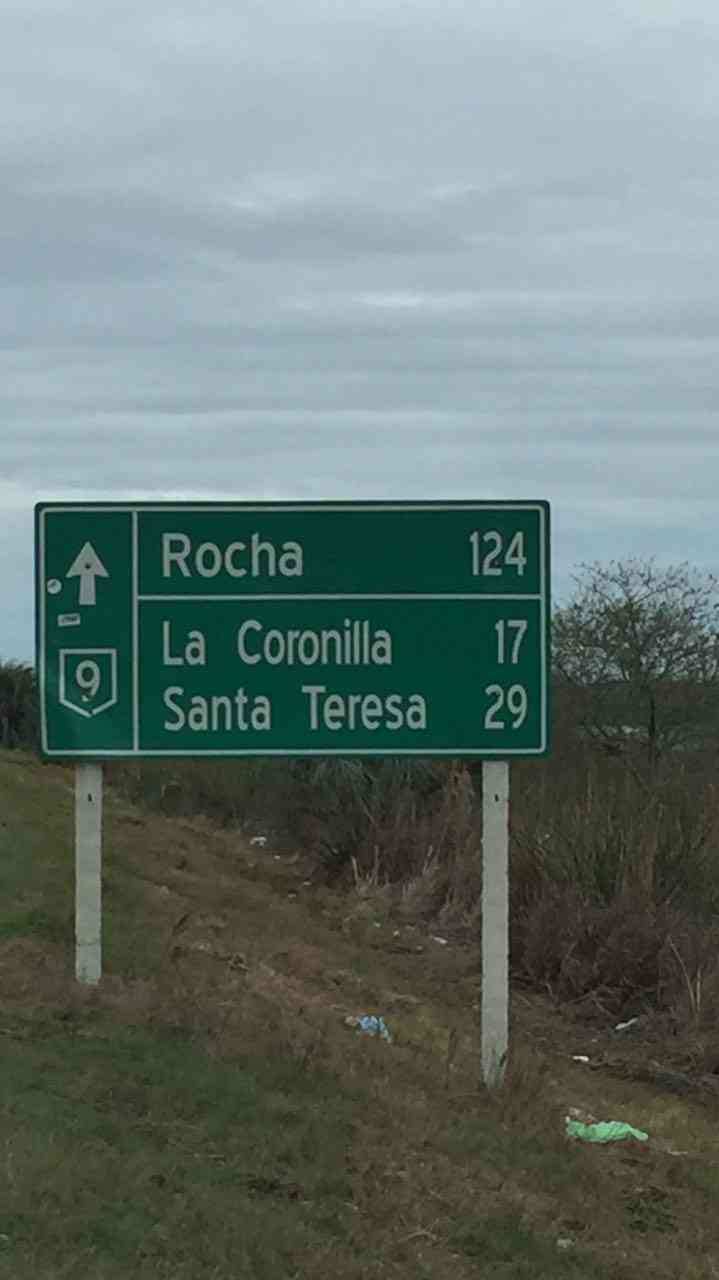 Rocha 124
9
La Coronilla 17
Santa Teresa 29